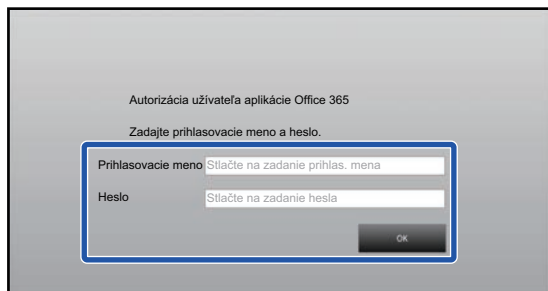 Autorizácia užívateľa aplikácie Office 365
Zadajte prihlasovacie meno a heslo.
Prihlasovacie meno Stlačte na zadanie prihlas. mena
Heslo Stlačte na zadanie hesla
OK